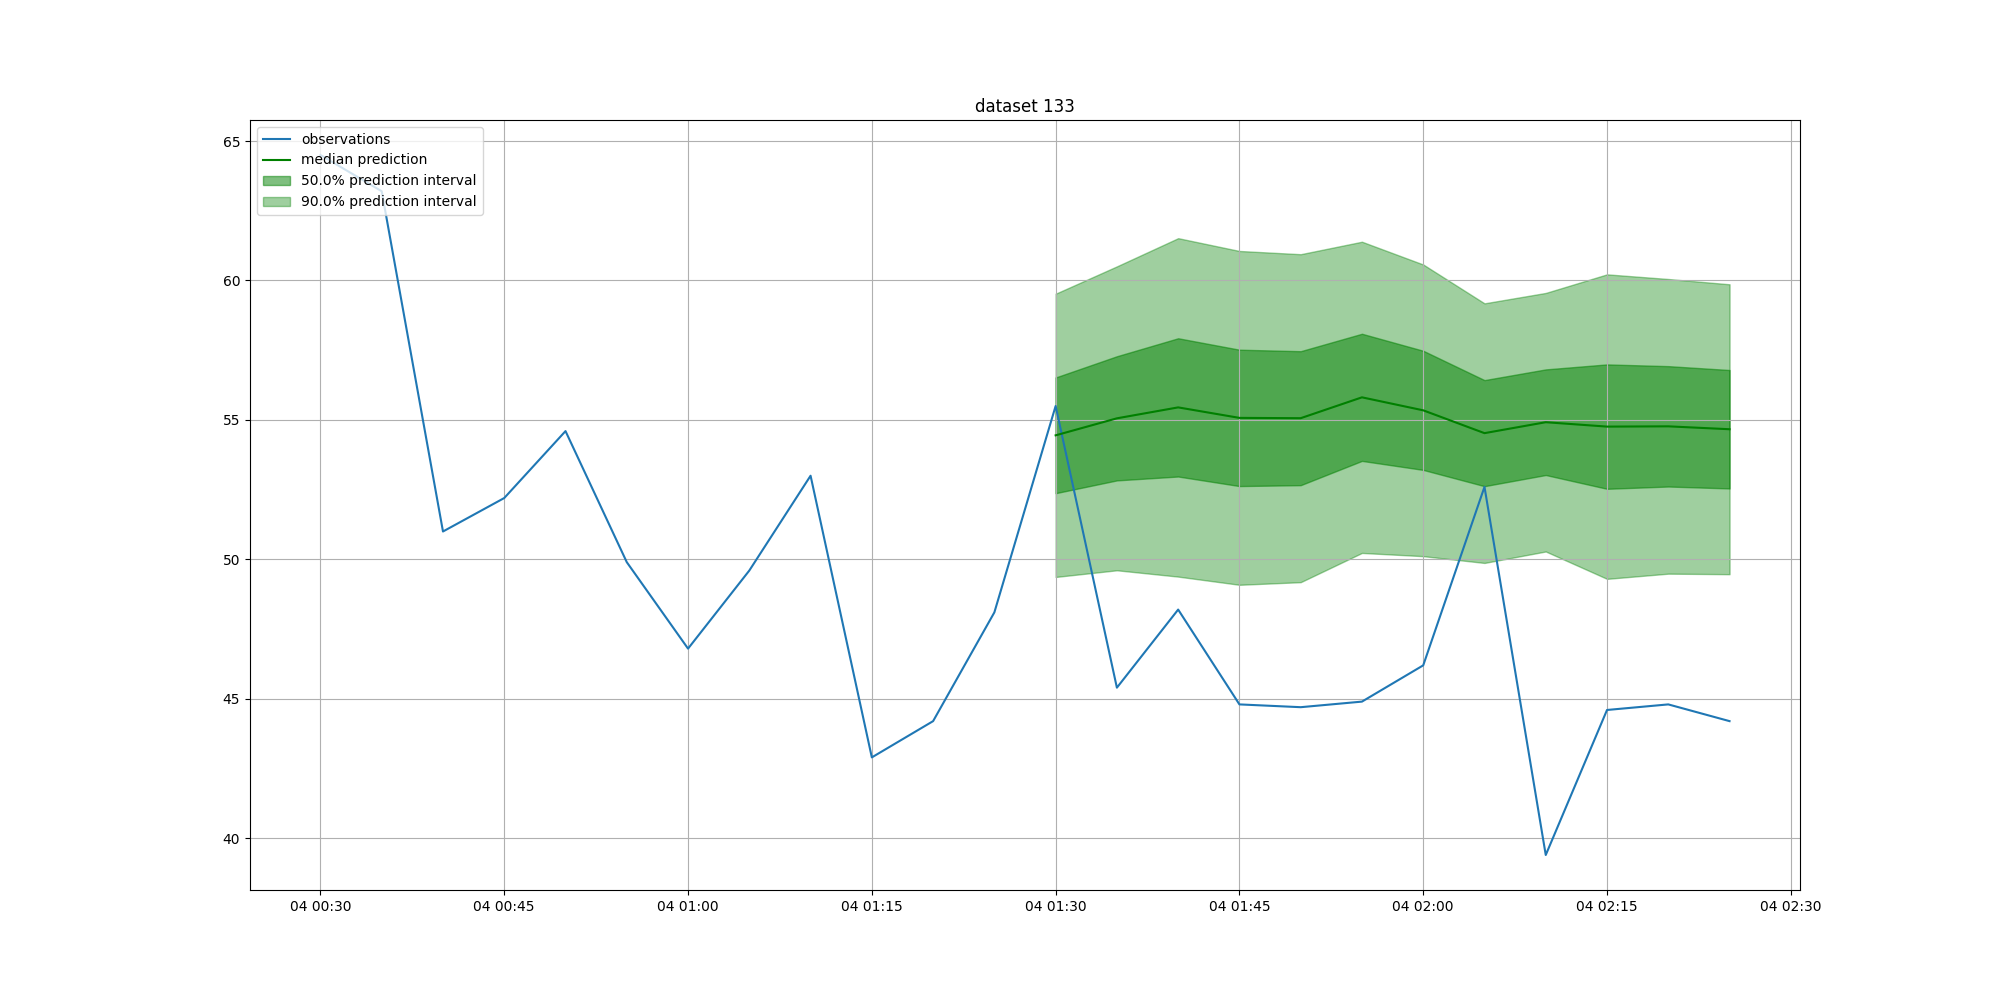 dataset 133
observations
median prediction
50.0% prediction interval
90.0% prediction interval
65
60
55
50
45
40
04 00:30 04 00:45 04 01:00 04 01:15 04 01:30 04 01:45 04 02:00 04 02:15 04 02:30